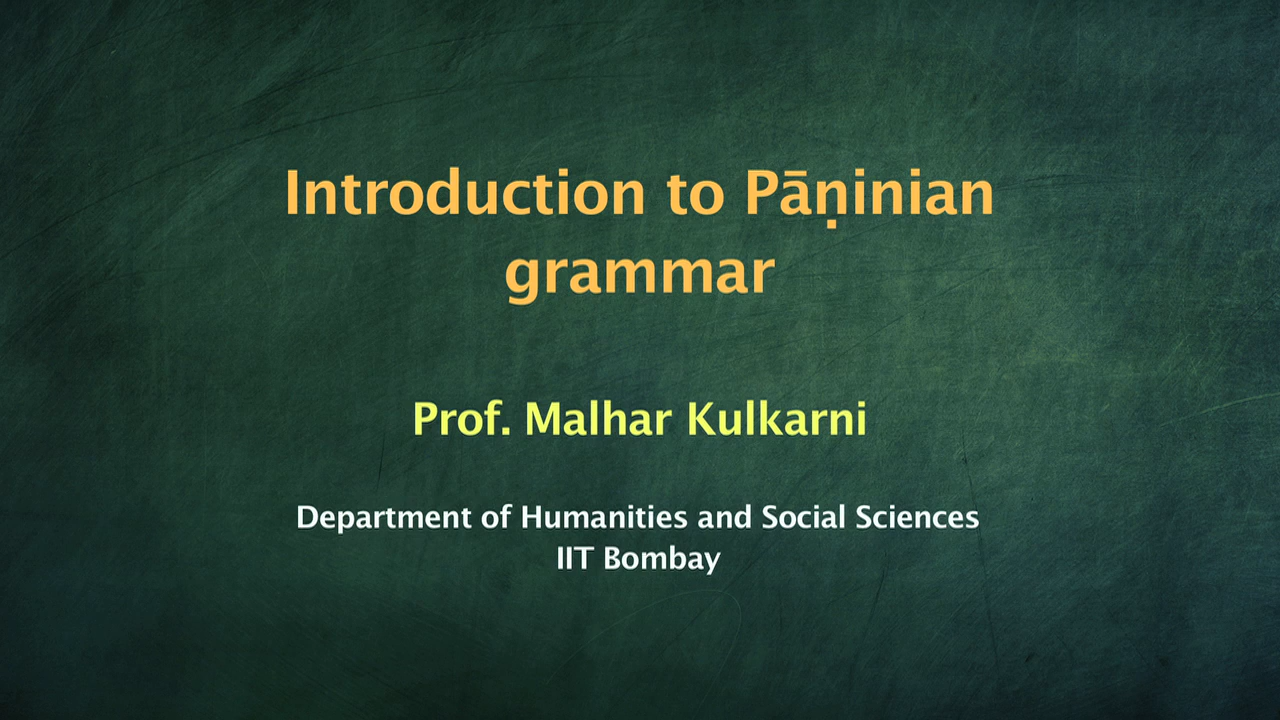 Introduction to Pāṇinian
grammar
Prof. Malhar Kulkarni
Department of Humanities and Social Sciences
IIT Bombay